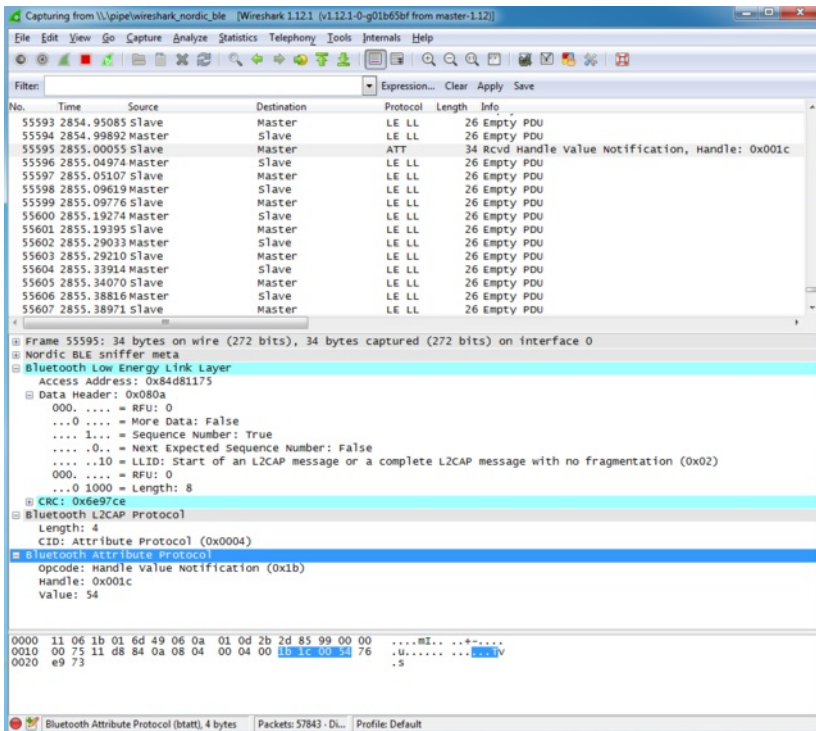 Capturing from \\.\pipe\wireshark_nordic_ble [Wireshark 1.12.1 (v1.12.1-0-g01b65bf from master-1.12)]
File Edit View Go Capture Analyze Statistics Telephony Tools Internals Help
Filter: Expression... Clear Apply Save
No. Time Source Destination Protocol Length Info
55593 2854.95085 Slave Master LE LL 26 Empty PDU
55594 2854.99892 Master Slave LE LL 26 Empty PDU
55595 2855.00055 Slave Master ATT 34 Rcvd Handle Value Notification, Handle: 0x001c
55596 2855.04974 Master Slave LE LL 26 Empty PDU
55597 2855.05107 Slave Master LE LL 26 Empty PDU
55598 2855.09619 Master Slave LE LL 26 Empty PDU
55599 2855.09776 Slave Master LE LL 26 Empty PDU
55600 2855.19274 Master Slave LE LL 26 Empty PDU
55601 2855.19395 Slave Master LE LL 26 Empty PDU
55602 2855.29033 Master Slave LE LL 26 Empty PDU
55603 2855.29210 Slave Master LE LL 26 Empty PDU
55604 2855.33914 Master Slave LE LL 26 Empty PDU
55605 2855.34070 Slave Master LE LL 26 Empty PDU
55606 2855.38816 Master Slave LE LL 26 Empty PDU
55607 2855.38971 Slave Master LE LL 26 Empty PDU
Frame 55595: 34 bytes on wire (272 bits), 34 bytes captured (272 bits) on interface 0
Nordic BLE sniffer meta
Bluetooth Low Energy Link Layer
Access Address: 0x84d81175
Data Header: 0x080a
000. .... = RFU: 0
...0 .... = More Data: False
.... 1... = Sequence Number: True
.... .0.. = Next Expected Sequence Number: False
.... ..10 = LLID: Start of an L2CAP message or a complete L2CAP message with no fragmentation (0x02)
000. .... = RFU: 0
...0 1000 = Length: 8
CRC: 0x6e97ce
Bluetooth L2CAP Protocol
Length: 4
CID: Attribute Protocol (0x0004)
Bluetooth Attribute Protocol
Opcode: Handle Value Notification (0x1b)
Handle: 0x001c
Value: 54
0000 11 06 1b 01 6d 49 06 0a 01 0d 2b 2d 85 99 00 00 ....mI.. ..+-....
0010 00 75 11 d8 84 0a 08 04 00 04 00 1b 1c 00 54 76 .u...... ......Tv
0020 e9 73 .s
Bluetooth Attribute Protocol (btatt), 4 bytes Packets: 57843 · Di... Profile: Default